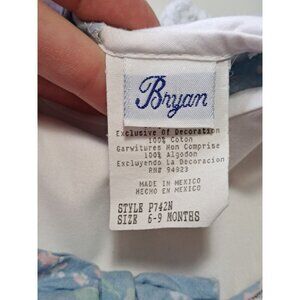 Bryan
Exclusive Of Decoration
100% Coton
Garnitures Non Comprise
100% Algodon
Excluyendo la Decoracion
RN# 94923
MADE IN MEXICO
HECHO EN MEXICO
STYLE P742N
SIZE 6-9 MONTHS